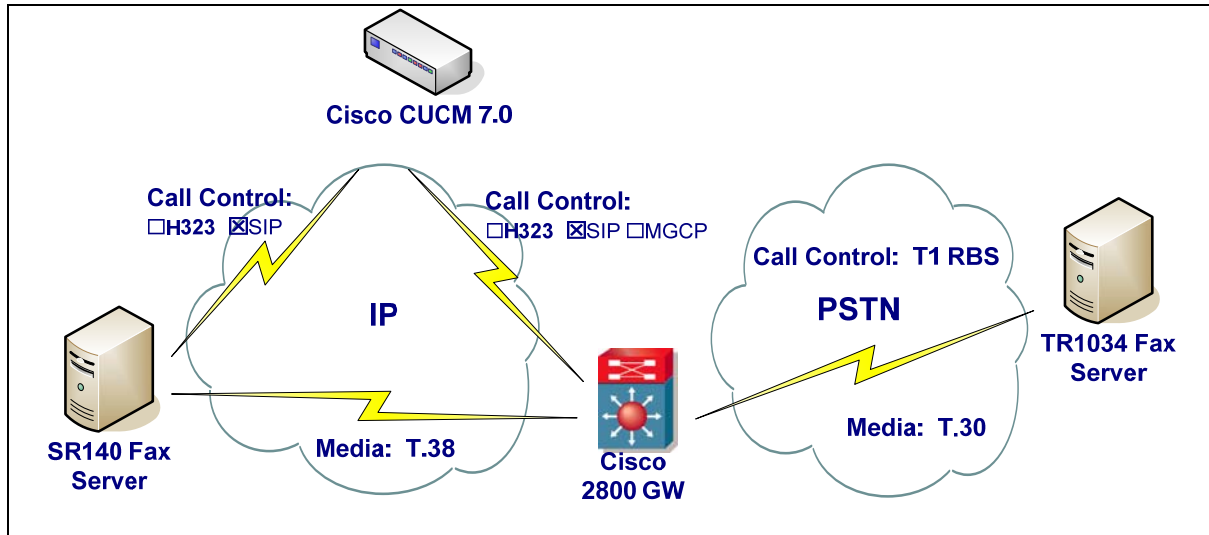 Cisco CUCM 7.0
Call Control:
☐H323 ☒SIP
Call Control:
☐H323 ☒SIP ☐MGCP
Call Control: T1 RBS
IP
PSTN
TR1034 Fax
Server
SR140 Fax
Server
Media: T.38
Cisco
2800 GW
Media: T.30